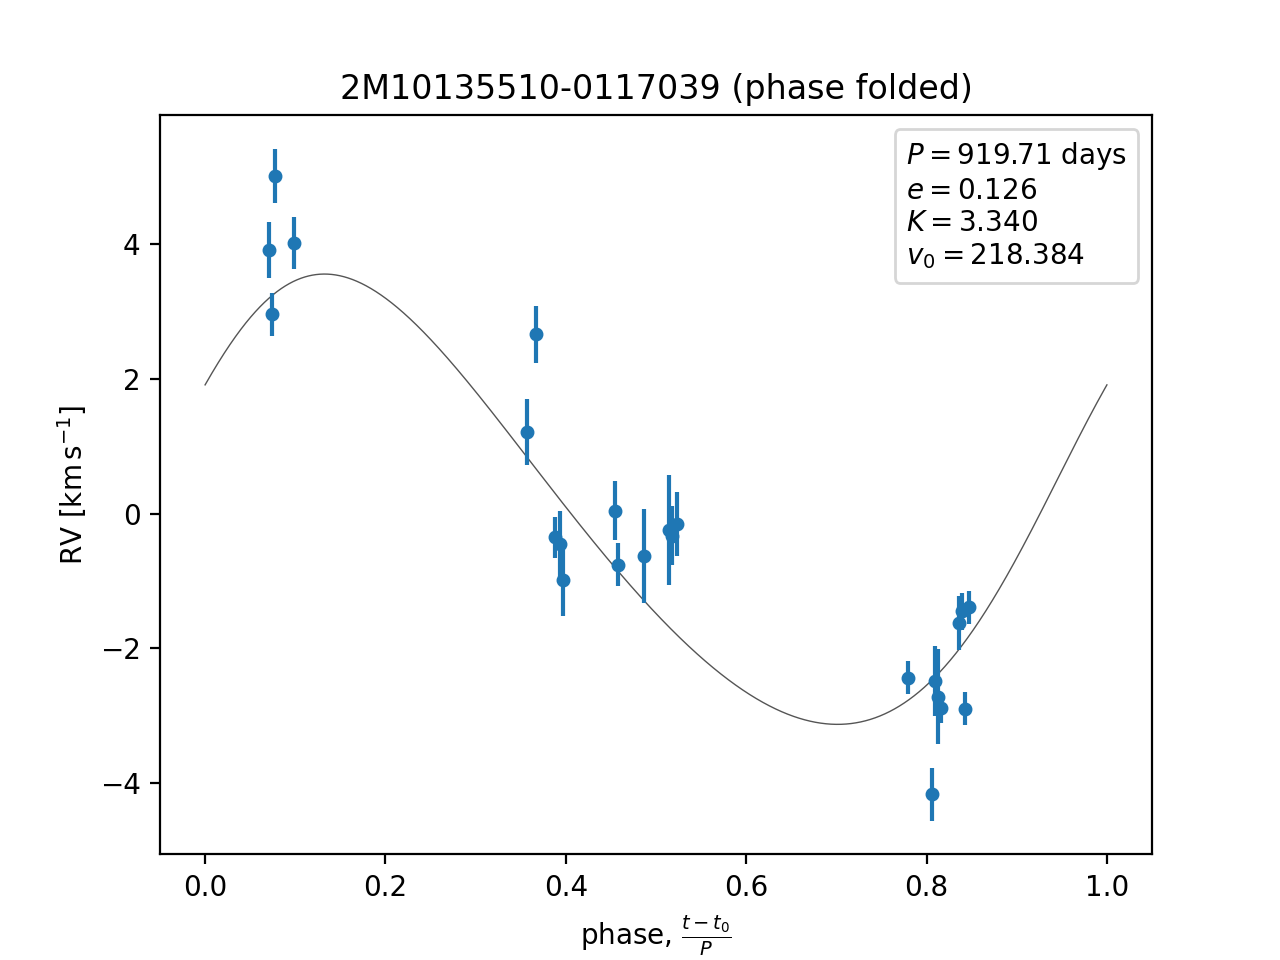 2M10135510-0117039 (phase folded)
P = 919.71 days
e = 0.126
K = 3.340
v₀ = 218.384
RV [km s⁻¹]
4
2
0
−2
−4
0.0 0.2 0.4 0.6 0.8 1.0
phase, (t − t₀)/P